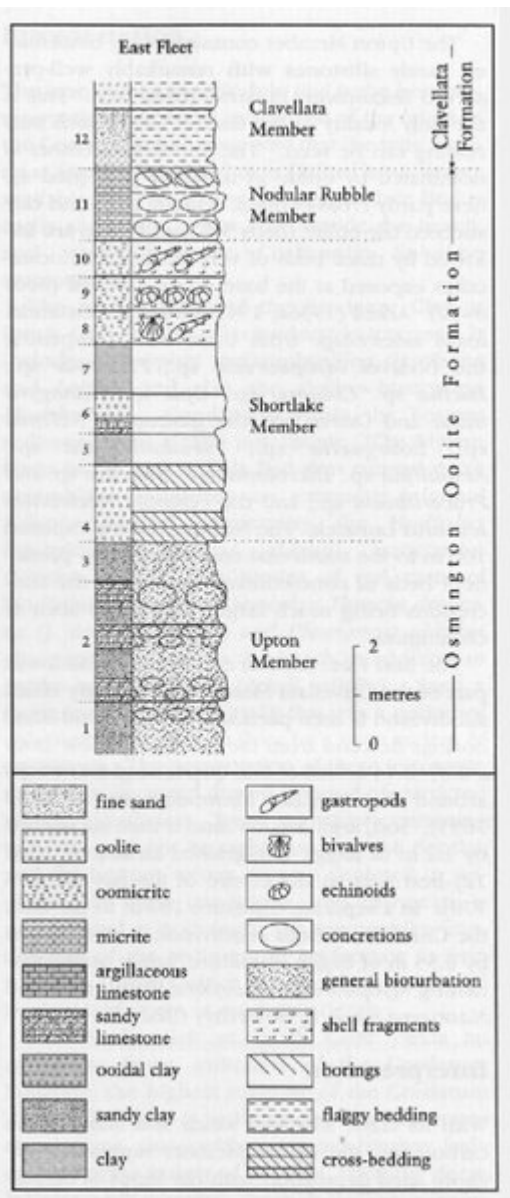 East Fleet
Clavellata
Member
Clavellata
Formation
12
Nodular Rubble
Member
11
10
9
8
7
Shortlake
Member
6
5
4
Osmington Oolite Formation
3
2
Upton
Member
1
2
metres
0
fine sand
oolite
oomicrite
micrite
argillaceous
limestone
sandy
limestone
ooidal clay
sandy clay
clay
gastropods
bivalves
echinoids
concretions
general bioturbation
shell fragments
borings
flaggy bedding
cross-bedding